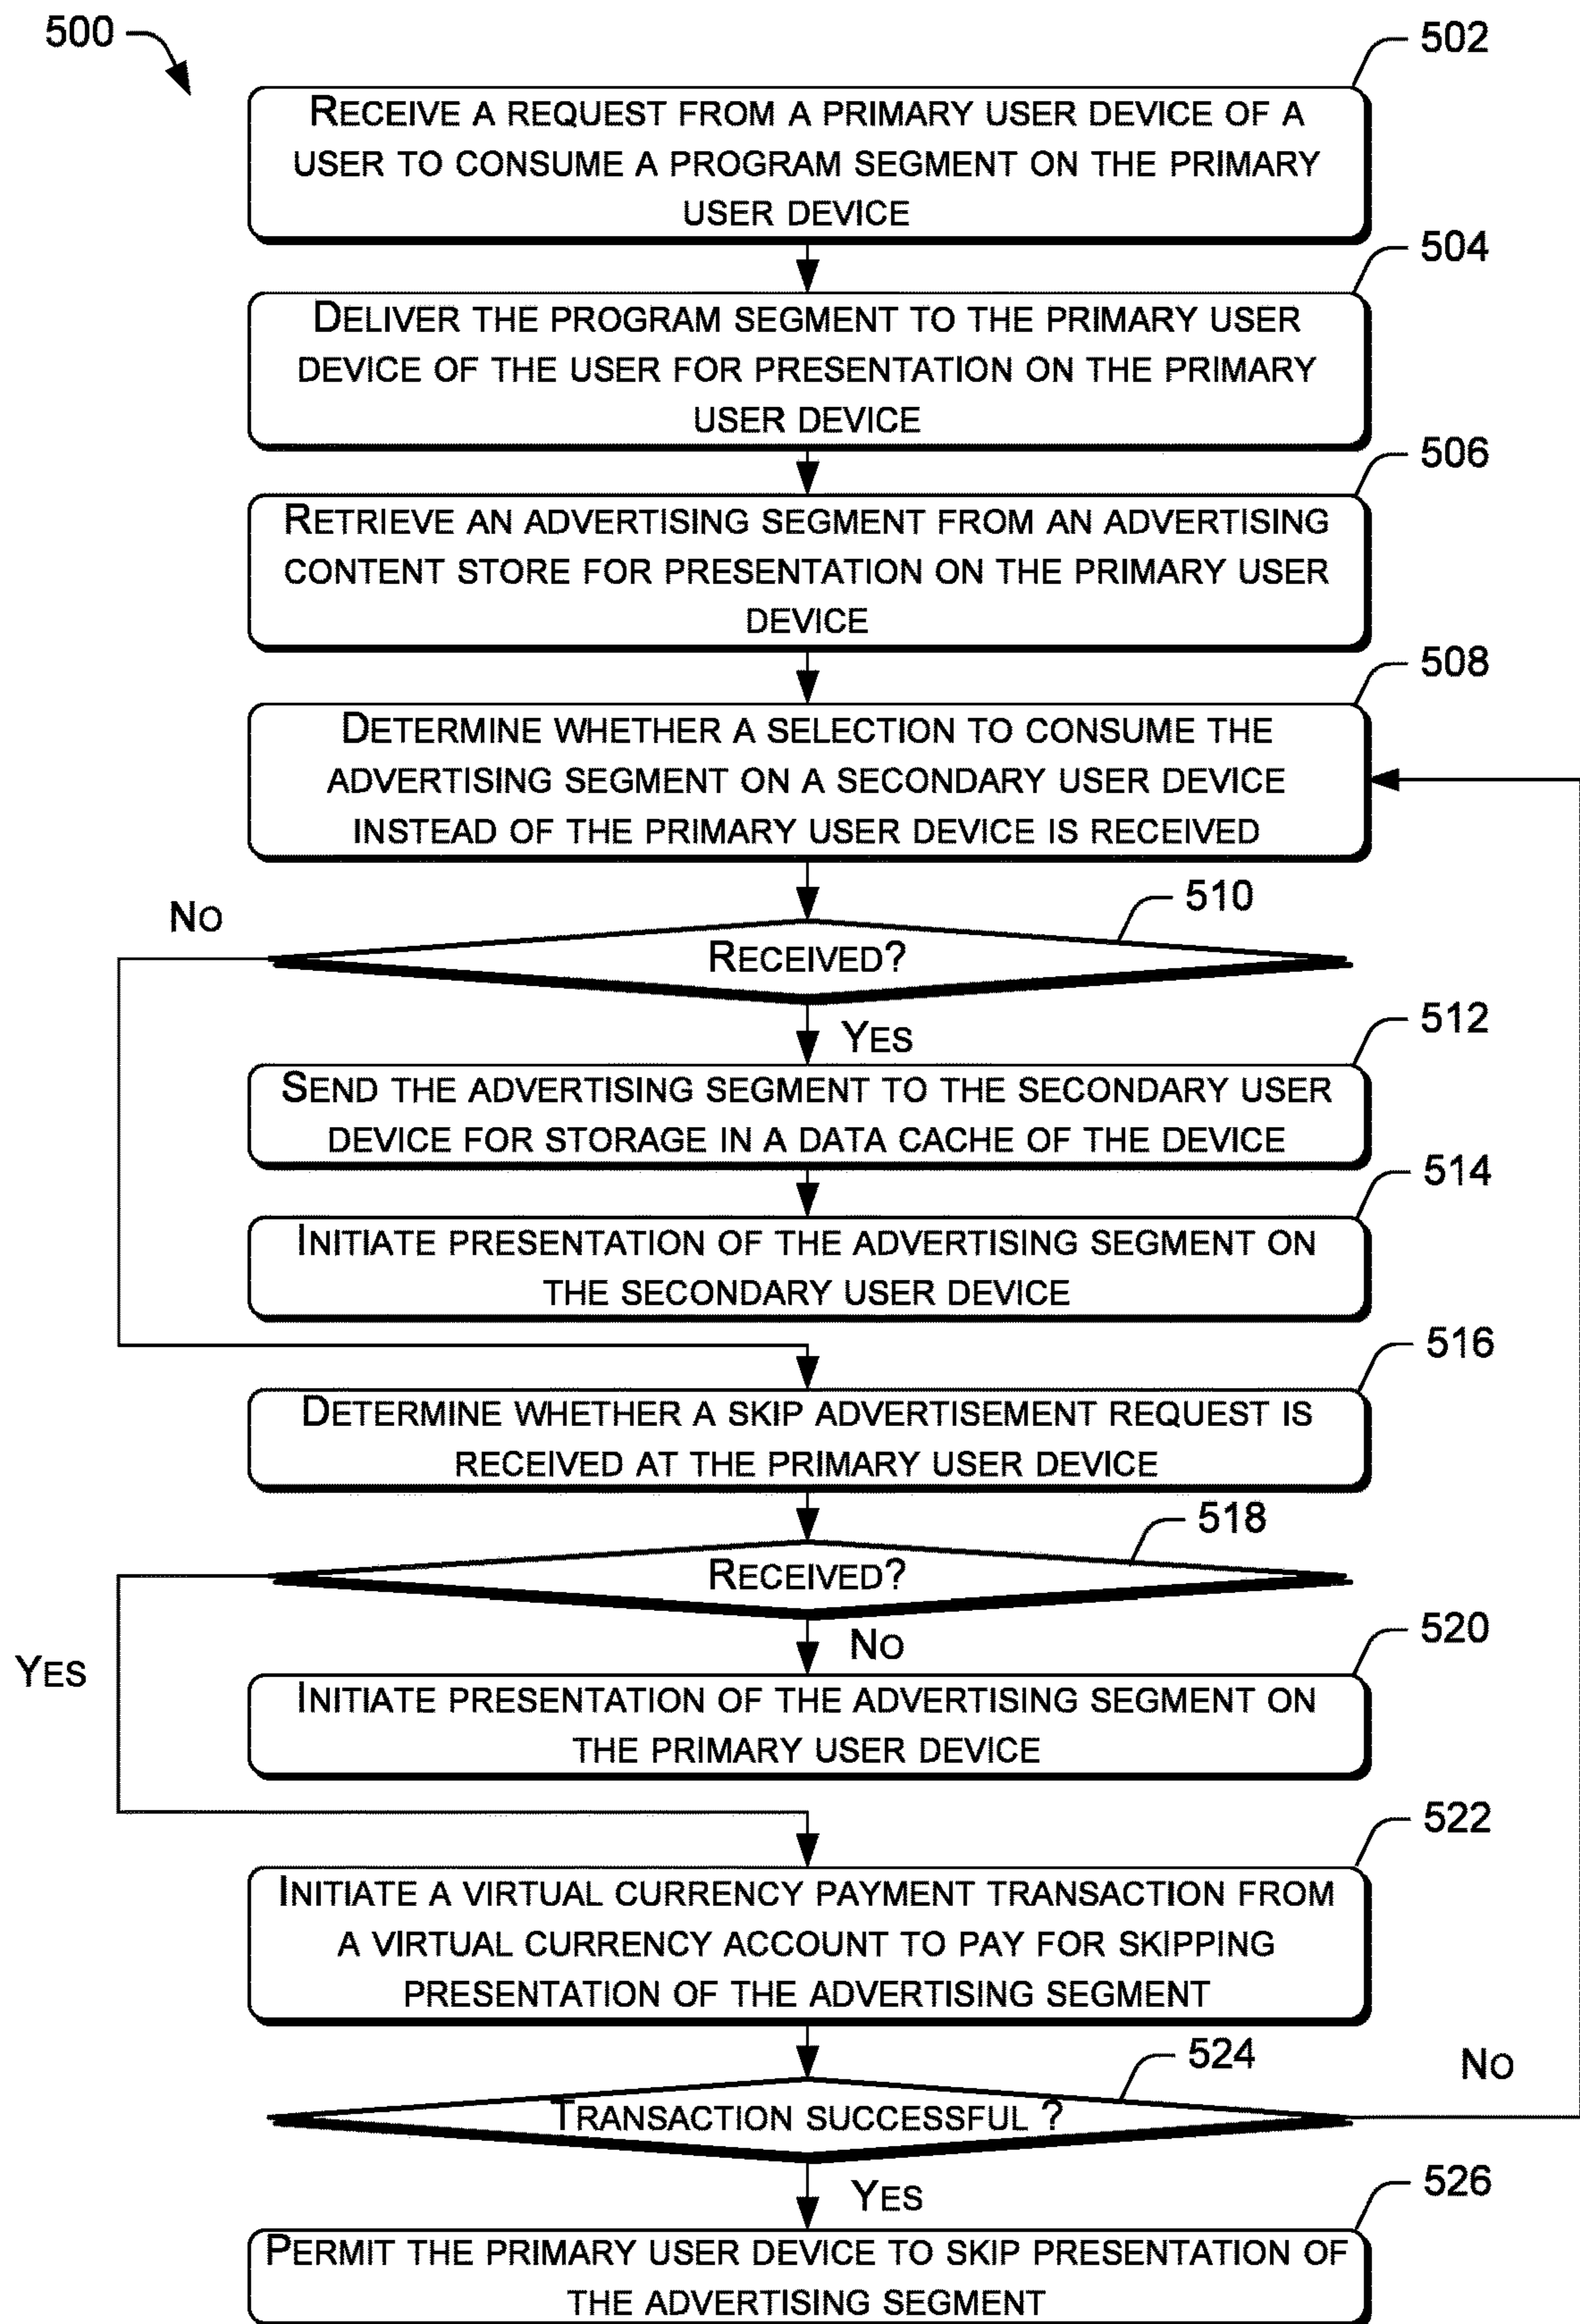 500
502
RECEIVE A REQUEST FROM A PRIMARY USER DEVICE OF A
USER TO CONSUME A PROGRAM SEGMENT ON THE PRIMARY
USER DEVICE
504
DELIVER THE PROGRAM SEGMENT TO THE PRIMARY USER
DEVICE OF THE USER FOR PRESENTATION ON THE PRIMARY
USER DEVICE
506
RETRIEVE AN ADVERTISING SEGMENT FROM AN ADVERTISING
CONTENT STORE FOR PRESENTATION ON THE PRIMARY USER
DEVICE
508
DETERMINE WHETHER A SELECTION TO CONSUME THE
ADVERTISING SEGMENT ON A SECONDARY USER DEVICE
INSTEAD OF THE PRIMARY USER DEVICE IS RECEIVED
510
NO
RECEIVED?
YES
512
SEND THE ADVERTISING SEGMENT TO THE SECONDARY USER
DEVICE FOR STORAGE IN A DATA CACHE OF THE DEVICE
514
INITIATE PRESENTATION OF THE ADVERTISING SEGMENT ON
THE SECONDARY USER DEVICE
516
DETERMINE WHETHER A SKIP ADVERTISEMENT REQUEST IS
RECEIVED AT THE PRIMARY USER DEVICE
518
RECEIVED?
NO
YES
520
INITIATE PRESENTATION OF THE ADVERTISING SEGMENT ON
THE PRIMARY USER DEVICE
522
INITIATE A VIRTUAL CURRENCY PAYMENT TRANSACTION FROM
A VIRTUAL CURRENCY ACCOUNT TO PAY FOR SKIPPING
PRESENTATION OF THE ADVERTISING SEGMENT
524
NO
TRANSACTION SUCCESSFUL ?
YES
526
PERMIT THE PRIMARY USER DEVICE TO SKIP PRESENTATION OF
THE ADVERTISING SEGMENT